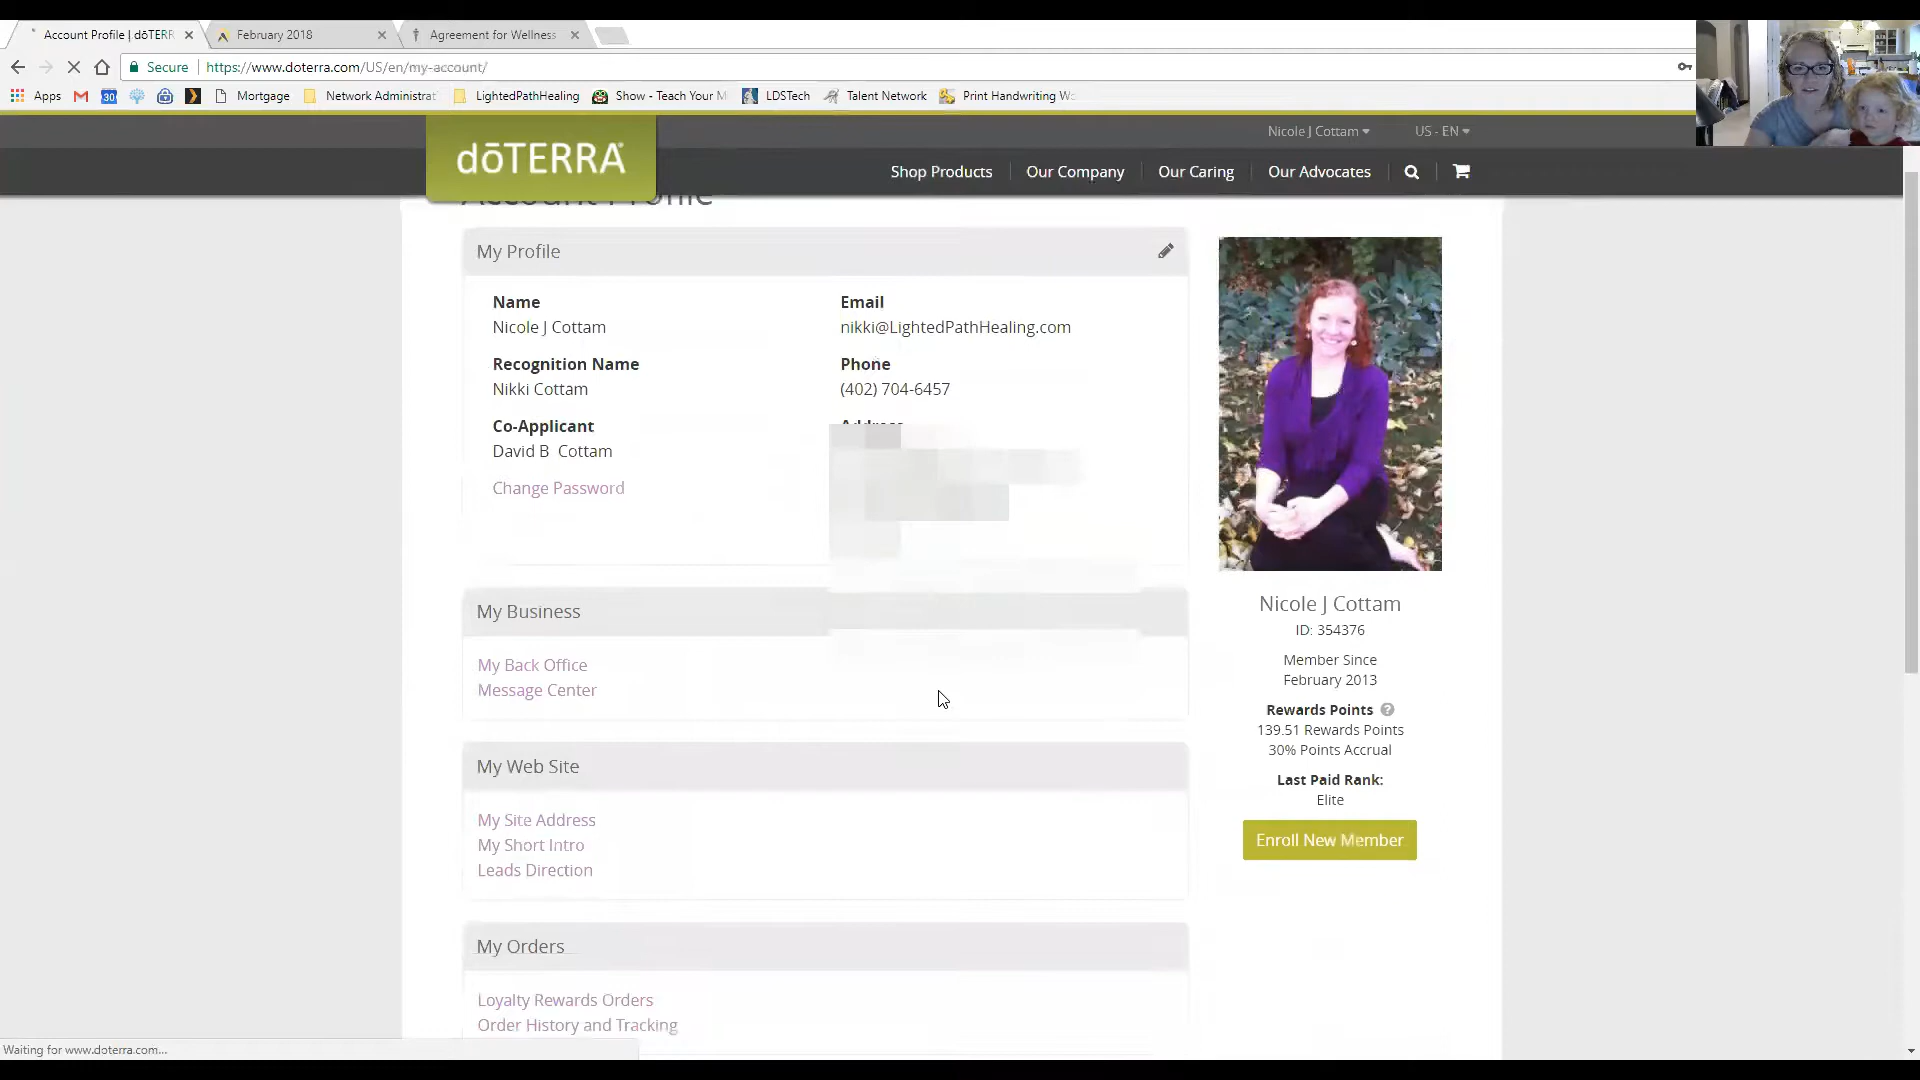 Account Profile | dōTERR
February 2018
Agreement for Wellness
Secure
https://www.doterra.com/US/en/my-account/
Apps
30
Mortgage
Network Administrat
LightedPathHealing
Show - Teach Your M
LDSTech
Talent Network
Print Handwriting Wo
Nicole J Cottam
US - EN
dōTERRA
Shop Products
Our Company
Our Caring
Our Advocates
Account Profile
My Profile
Name
Nicole J Cottam
Email
nikki@LightedPathHealing.com
Recognition Name
Nikki Cottam
Phone
(402) 704-6457
Co-Applicant
David B Cottam
Address
Change Password
My Business
My Back Office
Message Center
My Web Site
My Site Address
My Short Intro
Leads Direction
My Orders
Loyalty Rewards Orders
Order History and Tracking
Nicole J Cottam
ID: 354376
Member Since
February 2013
Rewards Points ?
139.51 Rewards Points
30% Points Accrual
Last Paid Rank:
Elite
Enroll New Member
Waiting for www.doterra.com...